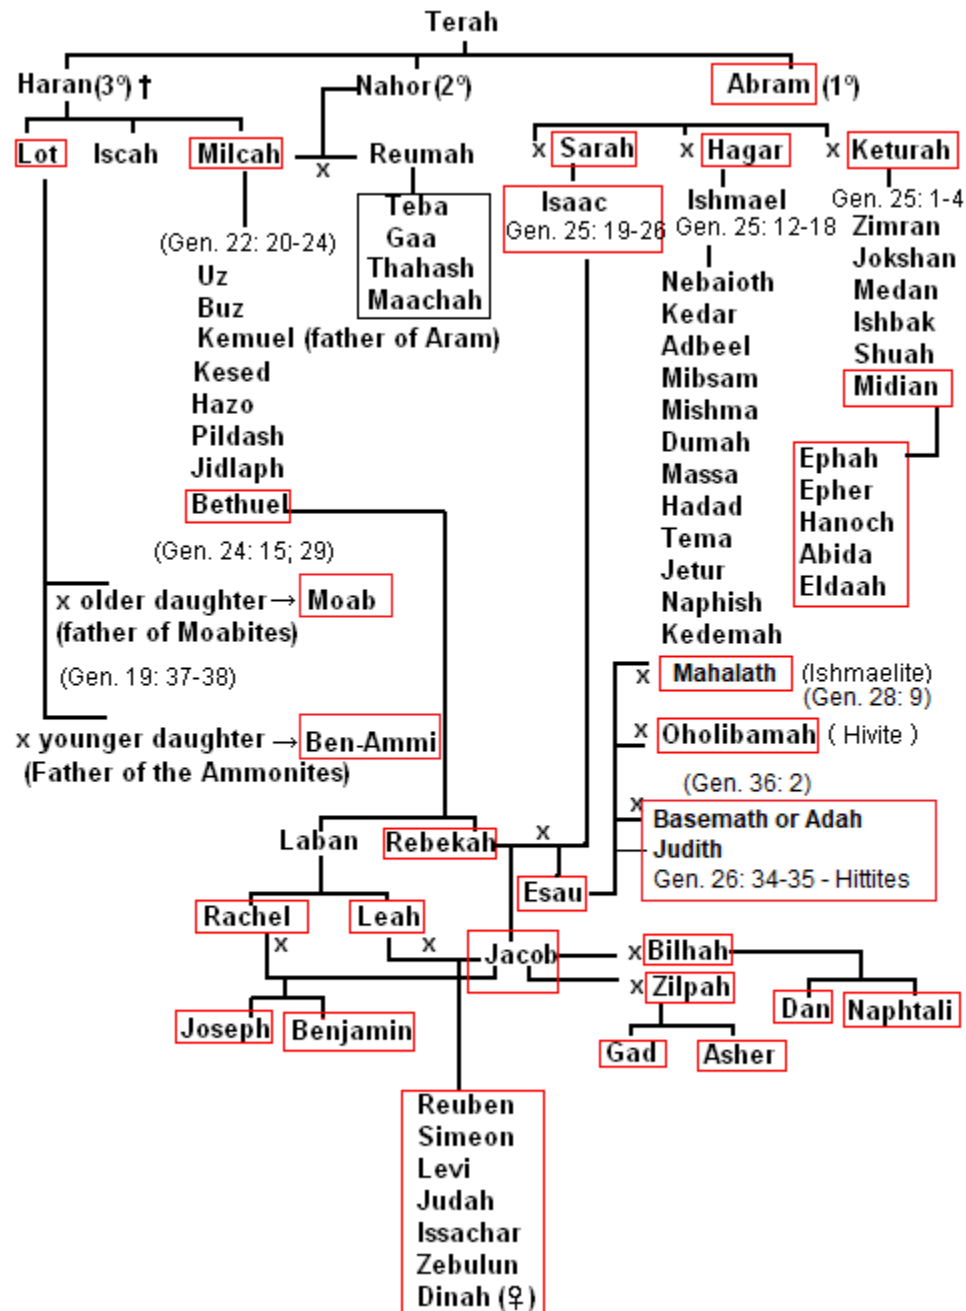 Terah
Haran (3º) ✝
Nahor (2º)
Abram (1º)
Lot
Iscah
Milcah
x
Reumah
x Sarah
x Hagar
x Keturah
Teba
Gaa
Thahash
Maachah
Isaac
Gen. 25: 19-26
Ishmael
Gen. 25: 12-18
Gen. 25: 1-4
Zimran
Jokshan
Medan
Ishbak
Shuah
Midian
Ephah
Epher
Hanoch
Abida
Eldaah
(Gen. 22: 20-24)
Uz
Buz
Kemuel (father of Aram)
Kesed
Hazo
Pildash
Jidlaph
Bethuel
(Gen. 24: 15; 29)
Nebaioth
Kedar
Adbeel
Mibsam
Mishma
Dumah
Massa
Hadad
Tema
Jetur
Naphish
Kedemah
x older daughter → Moab
(father of Moabites)
(Gen. 19: 37-38)
x younger daughter → Ben-Ammi
(Father of the Ammonites)
x Mahalath (Ishmaelite)
(Gen. 28: 9)
x Oholibamah ( Hivite )
(Gen. 36: 2)
x
Basemath or Adah
Judith
Gen. 26: 34-35 - Hittites
Laban
Rebekah
x
Esau
Rachel
Leah
x
x
Jacob
x Bilhah
x Zilpah
Dan
Naphtali
Joseph
Benjamin
Gad
Asher
Reuben
Simeon
Levi
Judah
Issachar
Zebulun
Dinah (♀)